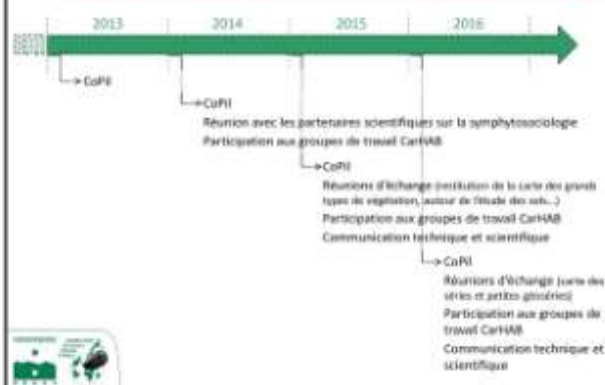 2013 2014 2015 2016
CoPil
CoPil
Réunion avec les partenaires scientifiques sur la symphytosociologie
Participation aux groupes de travail CarHAB
CoPil
Réunions d'échange (restitution de la carte des grands
types de végétation, autour de l'étude des sols...)
Participation aux groupes de travail CarHAB
Communication technique et scientifique
CoPil
Réunions d'échange (carte des
séries et petites géoséries)
Participation aux groupes de
travail CarHAB
Communication technique et
scientifique